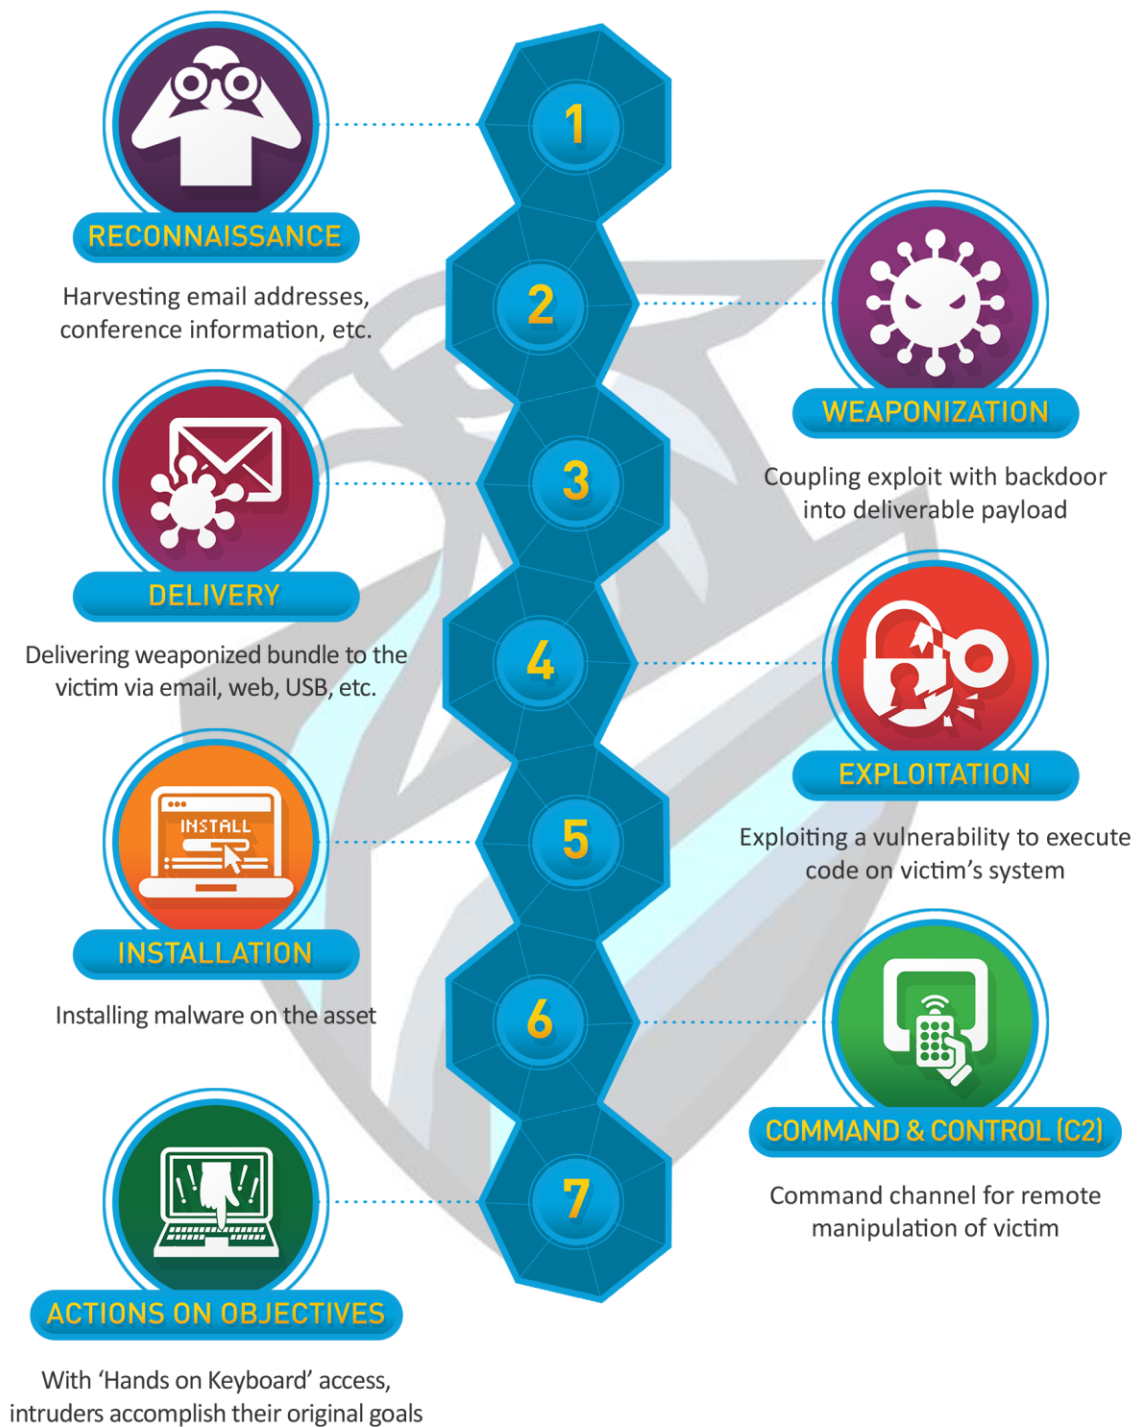 1
RECONNAISSANCE
Harvesting email addresses,
conference information, etc.
2
WEAPONIZATION
Coupling exploit with backdoor
into deliverable payload
3
DELIVERY
Delivering weaponized bundle to the
victim via email, web, USB, etc.
4
EXPLOITATION
Exploiting a vulnerability to execute
code on victim’s system
5
INSTALL
INSTALLATION
Installing malware on the asset
6
COMMAND & CONTROL (C2)
Command channel for remote
manipulation of victim
7
ACTIONS ON OBJECTIVES
With ‘Hands on Keyboard’ access,
intruders accomplish their original goals